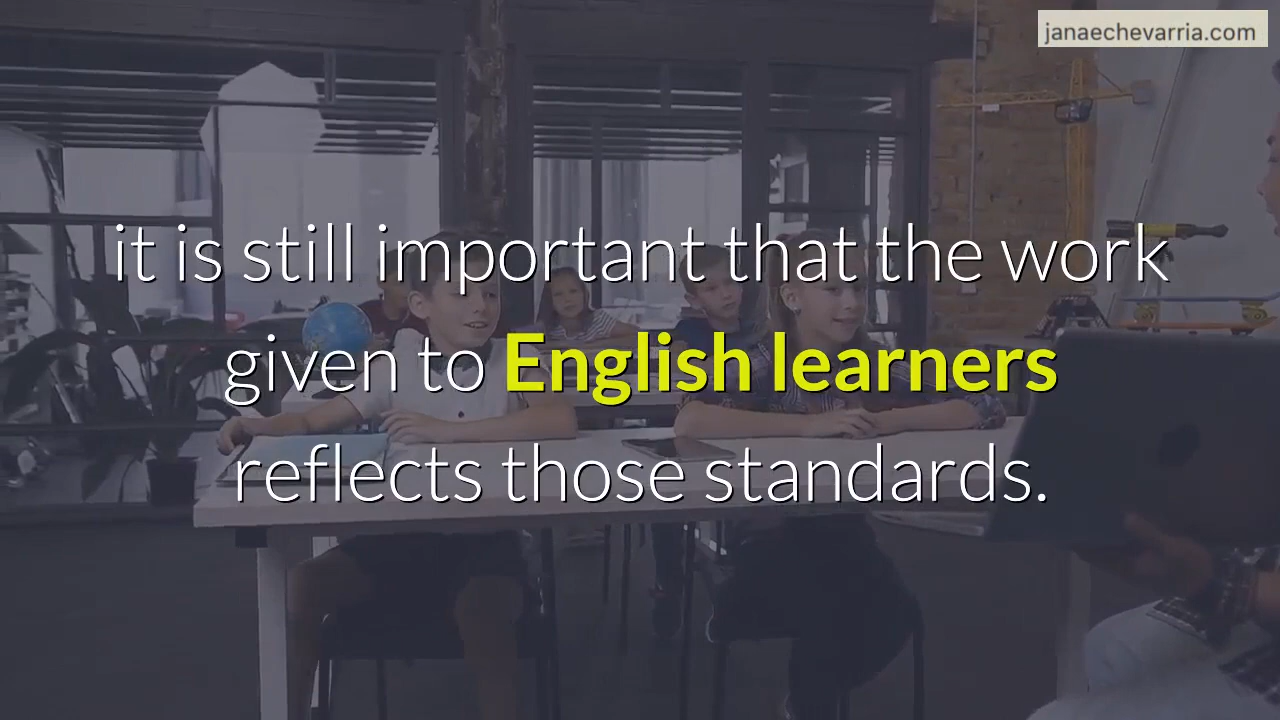 janaechevarria.com
it is still important that the work
given to English learners
reflects those standards.